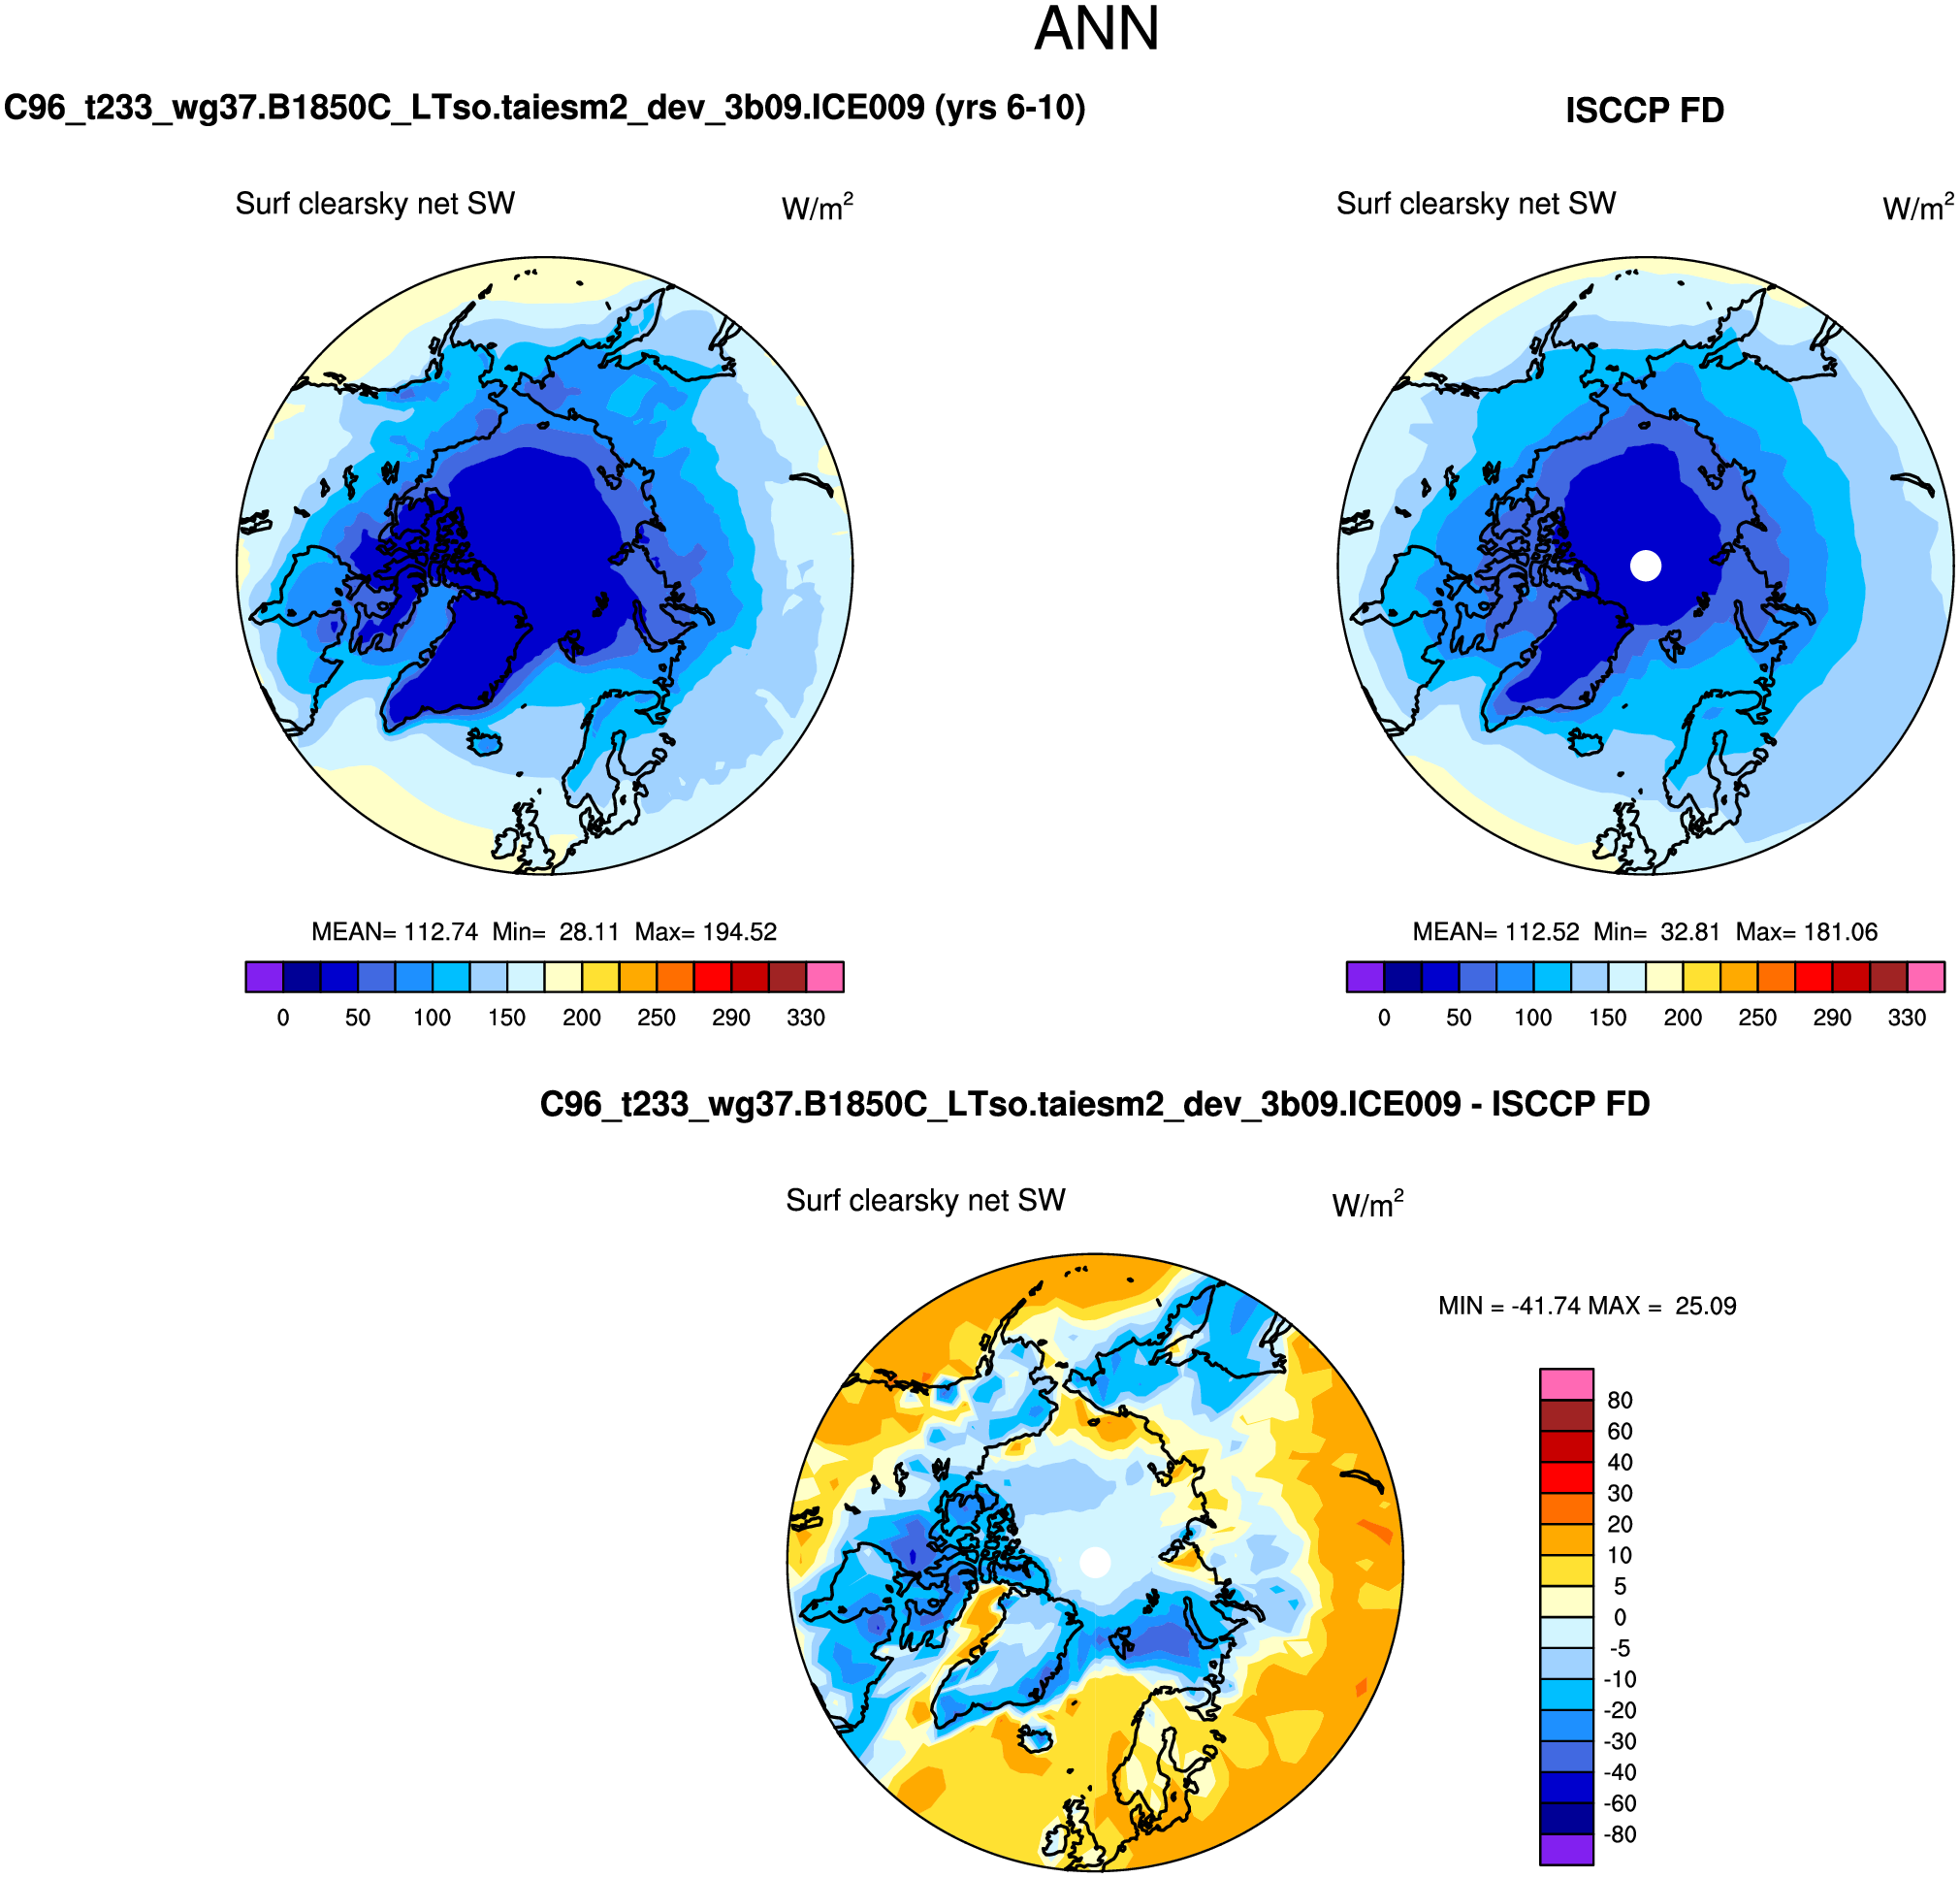 ANN
C96_t233_wg37.B1850C_LTso.taiesm2_dev_3b09.ICE009 (yrs 6-10)
ISCCP FD
Surf clearsky net SW W/m2
Surf clearsky net SW W/m2
MEAN= 112.74 Min= 28.11 Max= 194.52
MEAN= 112.52 Min= 32.81 Max= 181.06
0 50 100 150 200 250 290 330
0 50 100 150 200 250 290 330
C96_t233_wg37.B1850C_LTso.taiesm2_dev_3b09.ICE009 - ISCCP FD
Surf clearsky net SW W/m2
MIN = -41.74 MAX = 25.09
80
60
40
30
20
10
5
0
-5
-10
-20
-30
-40
-60
-80